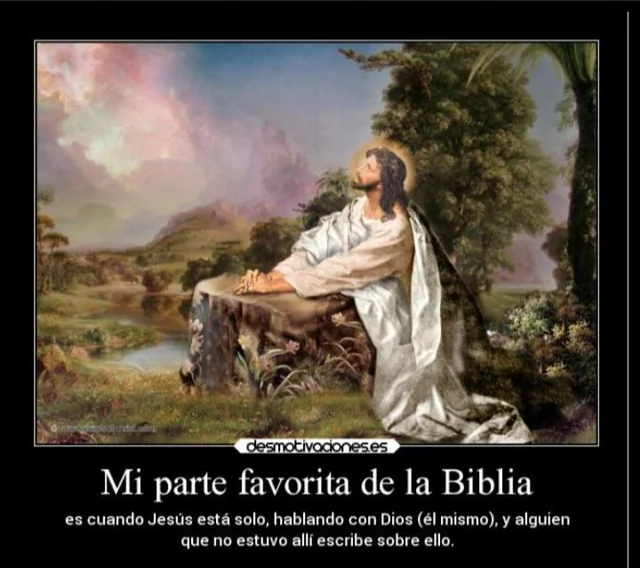 desmotivaciones.es
Mi parte favorita de la Biblia
es cuando Jesús está solo, hablando con Dios (él mismo), y alguien
que no estuvo allí escribe sobre ello.